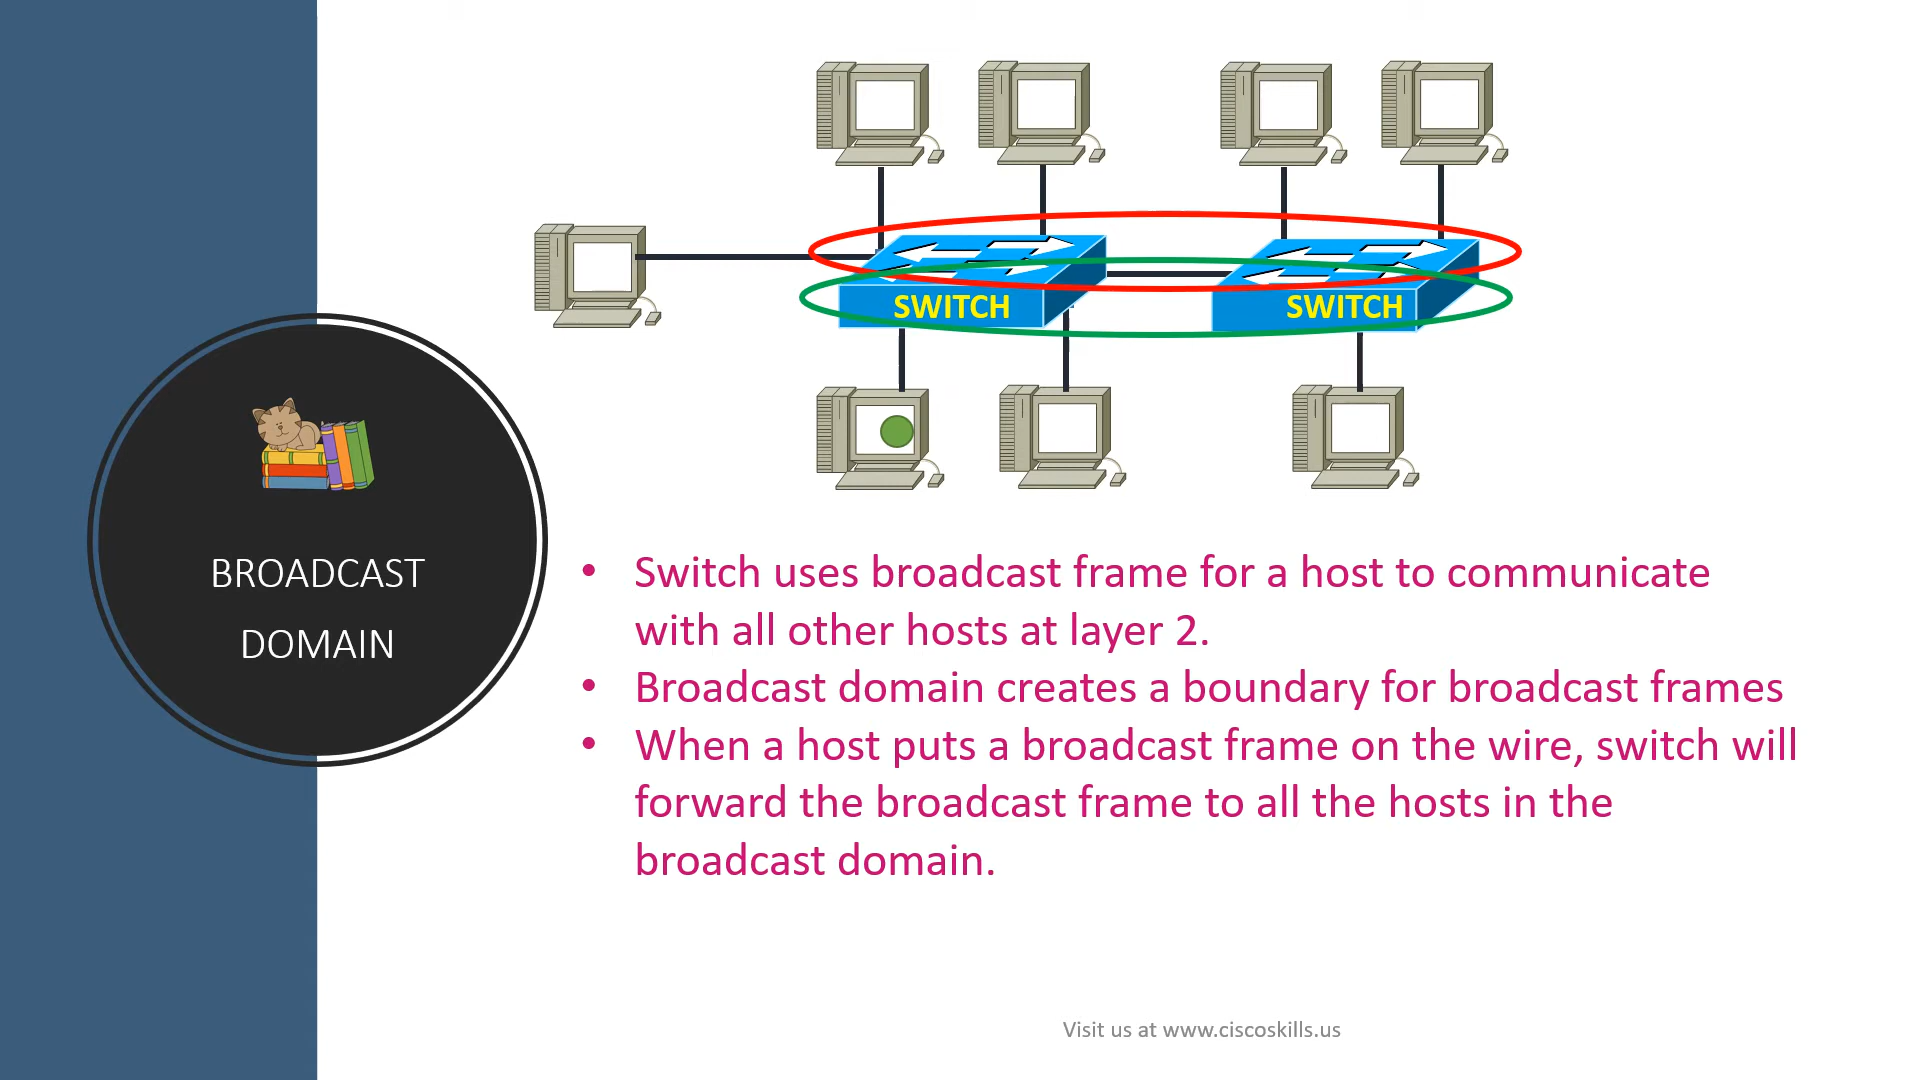 SWITCH
SWITCH
BROADCAST
DOMAIN
• Switch uses broadcast frame for a host to communicate
with all other hosts at layer 2.
• Broadcast domain creates a boundary for broadcast frames
• When a host puts a broadcast frame on the wire, switch will
forward the broadcast frame to all the hosts in the
broadcast domain.
Visit us at www.ciscoskills.us